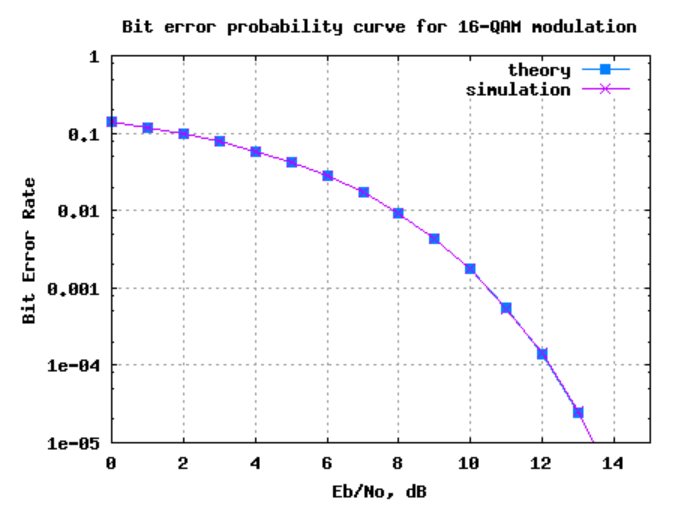 Bit error probability curve for 16-QAM modulation
theory
simulation
1
0.1
0.01
0.001
1e-04
1e-05
Bit Error Rate
0 2 4 6 8 10 12 14
Eb/No, dB